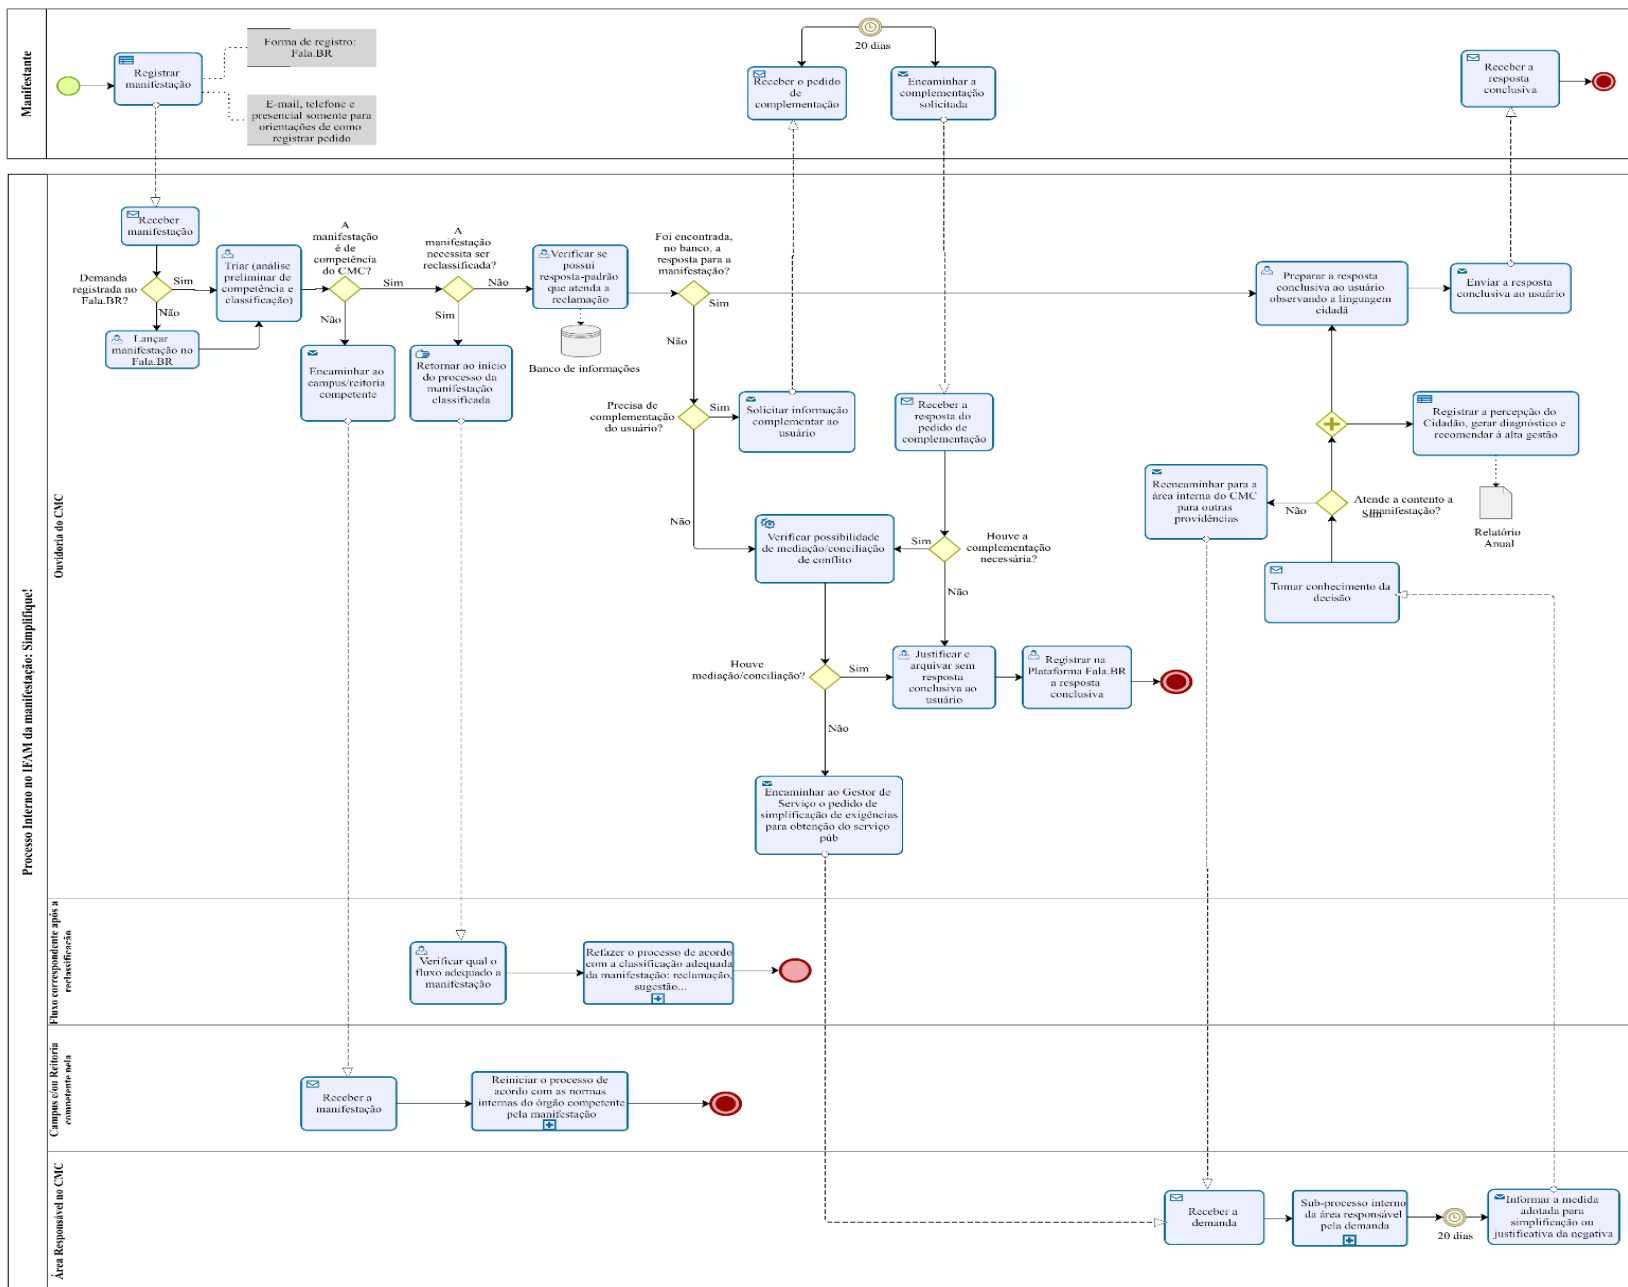 Manifestante
Registrar
manifestação
Forma de registro:
Fala.BR
E-mail, telefone e
presencial somente para
orientações de como
registrar pedido
20 dias
Receber o pedido
de
complementação
Encaminhar a
complementação
solicitada
Receber a
resposta
conclusiva
Processo Interno no IFAM da manifestação: Simplifique!
Ouvidoria do CMC
Receber
manifestação
Demanda
registrada no
Fala.BR?
Sim
Não
Lançar
manifestação no
Fala.BR
Triar (análise
preliminar de
competência e
classificação)
A
manifestação
é de
competência
do CMC?
Sim
Não
Encaminhar ao
campus/reitoria
competente
A
manifestação
necessita ser
reclassificada?
Não
Sim
Retornar ao início
do processo da
manifestação
classificada
Verificar se
possui
resposta-padrão
que atenda a
reclamação
Banco de informações
Foi encontrada,
no banco, a
resposta para a
manifestação?
Sim
Não
Precisa de
complementação
do usuário?
Sim
Não
Solicitar informação
complementar ao
usuário
Receber a
resposta do
pedido de
complementação
Verificar possibilidade
de mediação/conciliação
de conflito
Sim
Houve a
complementação
necessária?
Não
Houve
mediação/conciliação?
Sim
Não
Justificar e
arquivar sem
resposta
conclusiva ao
usuário
Registrar na
Plataforma Fala.BR
a resposta
conclusiva
Encaminhar ao Gestor de
Serviço o pedido de
simplificação de exigências
para obtenção do serviço
púb
Preparar a resposta
conclusiva ao usuário
observando a linguagem
cidadã
Enviar a resposta
conclusiva ao usuário
Registrar a percepção do
Cidadão, gerar diagnóstico e
recomendar à alta gestão
Relatório
Anual
Reencaminhar para a
área interna do CMC
para outras
providências
Não
Atende a contento a
manifestação?
Sim
Tomar conhecimento da
decisão
Fluxo correspondente após a
reclassificação
Verificar qual o
fluxo adequado a
manifestação
Refazer o processo de acordo
com a classificação adequada
da manifestação: reclamação,
sugestão...
Campus e/ou Reitoria
competente pela
Receber a
manifestação
Reiniciar o processo de
acordo com as normas
internas do órgão competente
pela manifestação
Área Responsável no CMC
Receber a
demanda
Sub-processo interno
da área responsável
pela demanda
20 dias
Informar a medida
adotada para
simplificação ou
justificativa da negativa